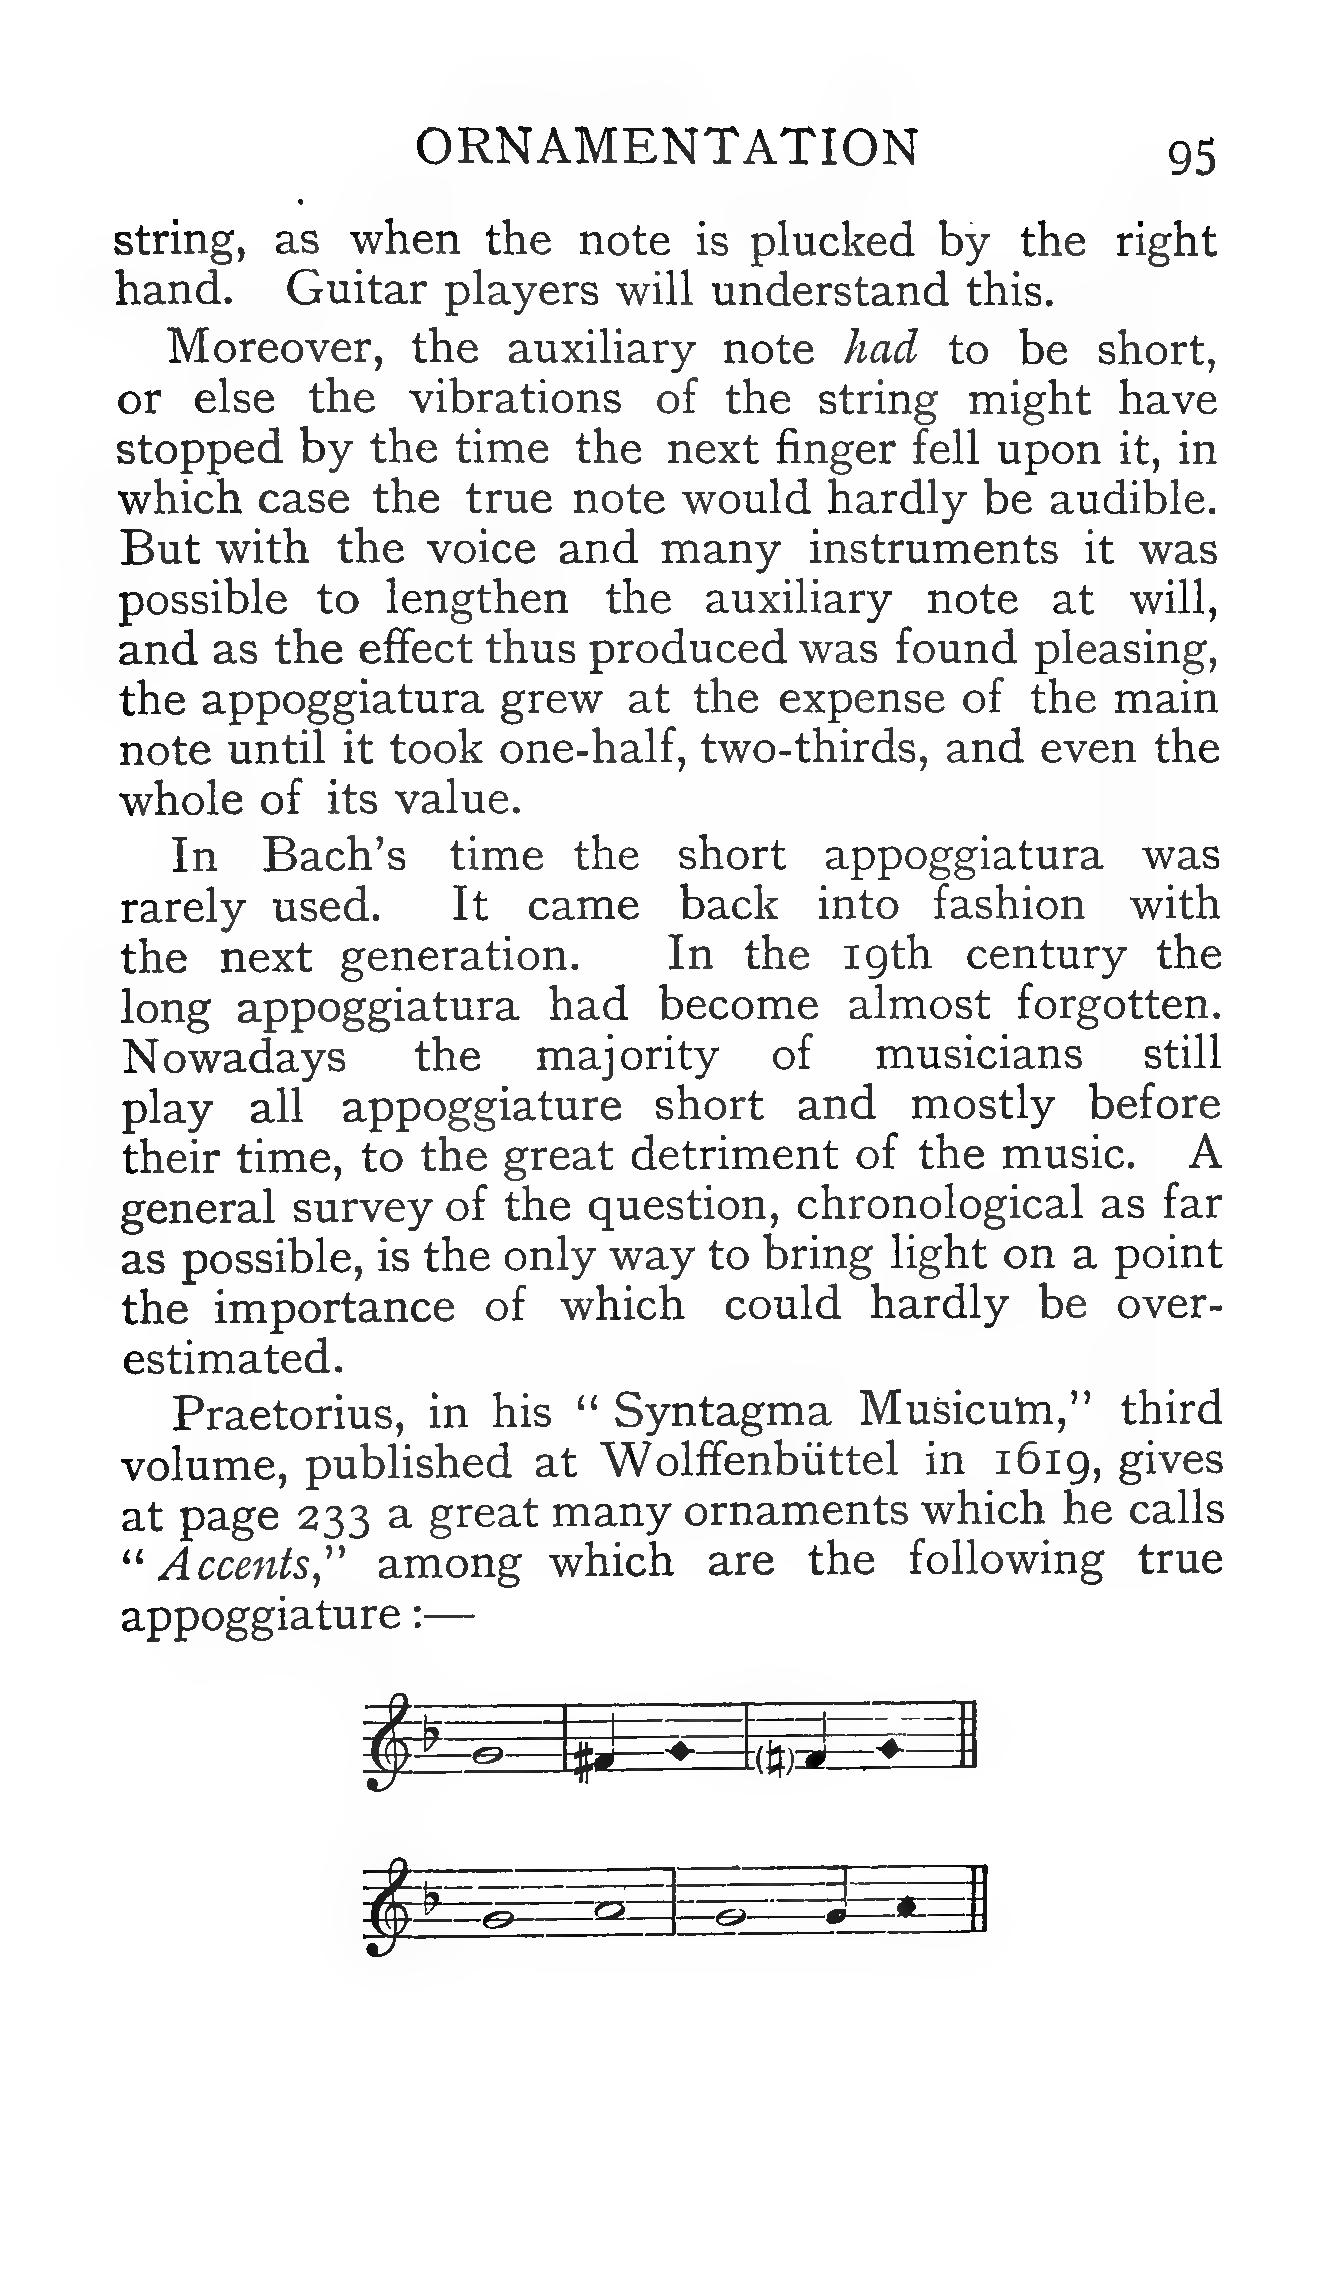 ORNAMENTATION 95
string, as when the note is plucked by the right
hand. Guitar players will understand this.
Moreover, the auxiliary note had to be short,
or else the vibrations of the string might have
stopped by the time the next finger fell upon it, in
which case the true note would hardly be audible.
But with the voice and many instruments it was
possible to lengthen the auxiliary note at will,
and as the effect thus produced was found pleasing,
the appoggiatura grew at the expense of the main
note until it took one-half, two-thirds, and even the
whole of its value.
In Bach's time the short appoggiatura was
rarely used. It came back into fashion with
the next generation. In the 19th century the
long appoggiatura had become almost forgotten.
Nowadays the majority of musicians still
play all appoggiature short and mostly before
their time, to the great detriment of the music. A
general survey of the question, chronological as far
as possible, is the only way to bring light on a point
the importance of which could hardly be over-
estimated.
Praetorius, in his “ Syntagma Musicum,” third
volume, published at Wolffenbüttel in 1619, gives
at page 233 a great many ornaments which he calls
“ Accents,” among which are the following true
appoggiature :—